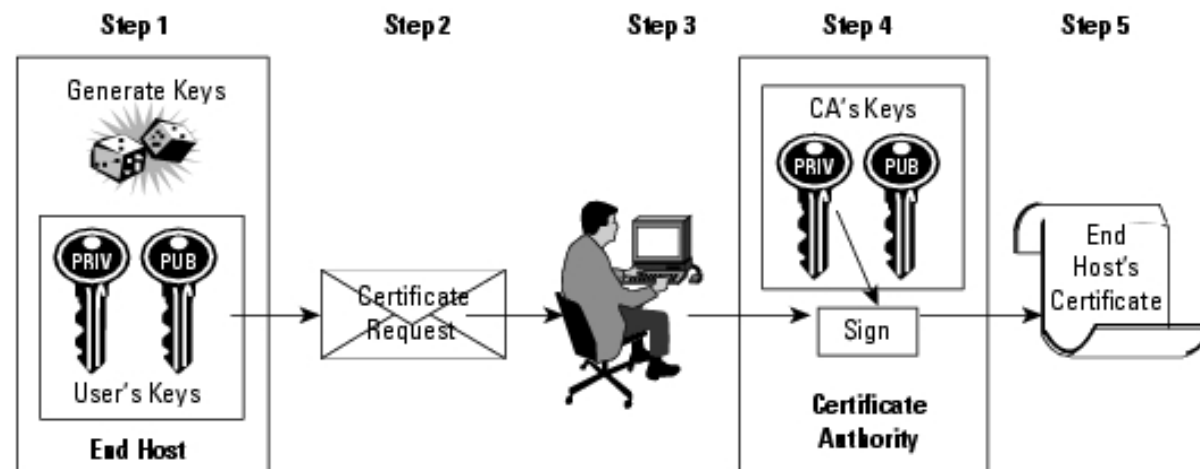 Step 1
Step 2
Step 3
Step 4
Step 5
Generate Keys
PRIV
PUB
User's Keys
End Host
Certificate
Request
CA's Keys
PRIV
PUB
Sign
Certificate
Authority
End
Host's
Certificate